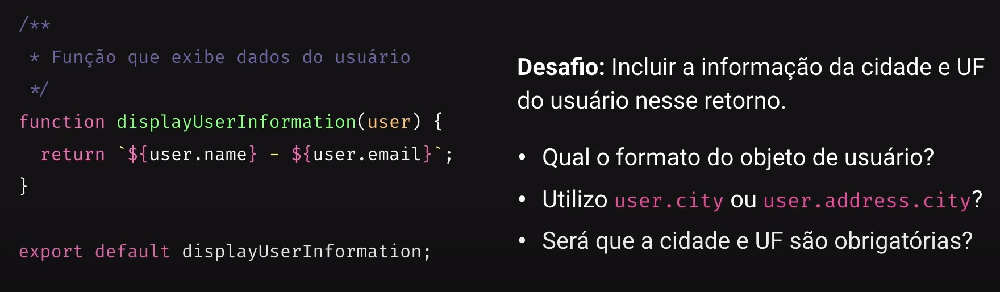 /**
 * Função que exibe dados do usuário
 */
function displayUserInformation(user) {
  return `${user.name} - ${user.email}`;
}
export default displayUserInformation;
Desafio: Incluir a informação da cidade e UF
do usuário nesse retorno.
• Qual o formato do objeto de usuário?
• Utilizo user.city ou user.address.city?
• Será que a cidade e UF são obrigatórias?